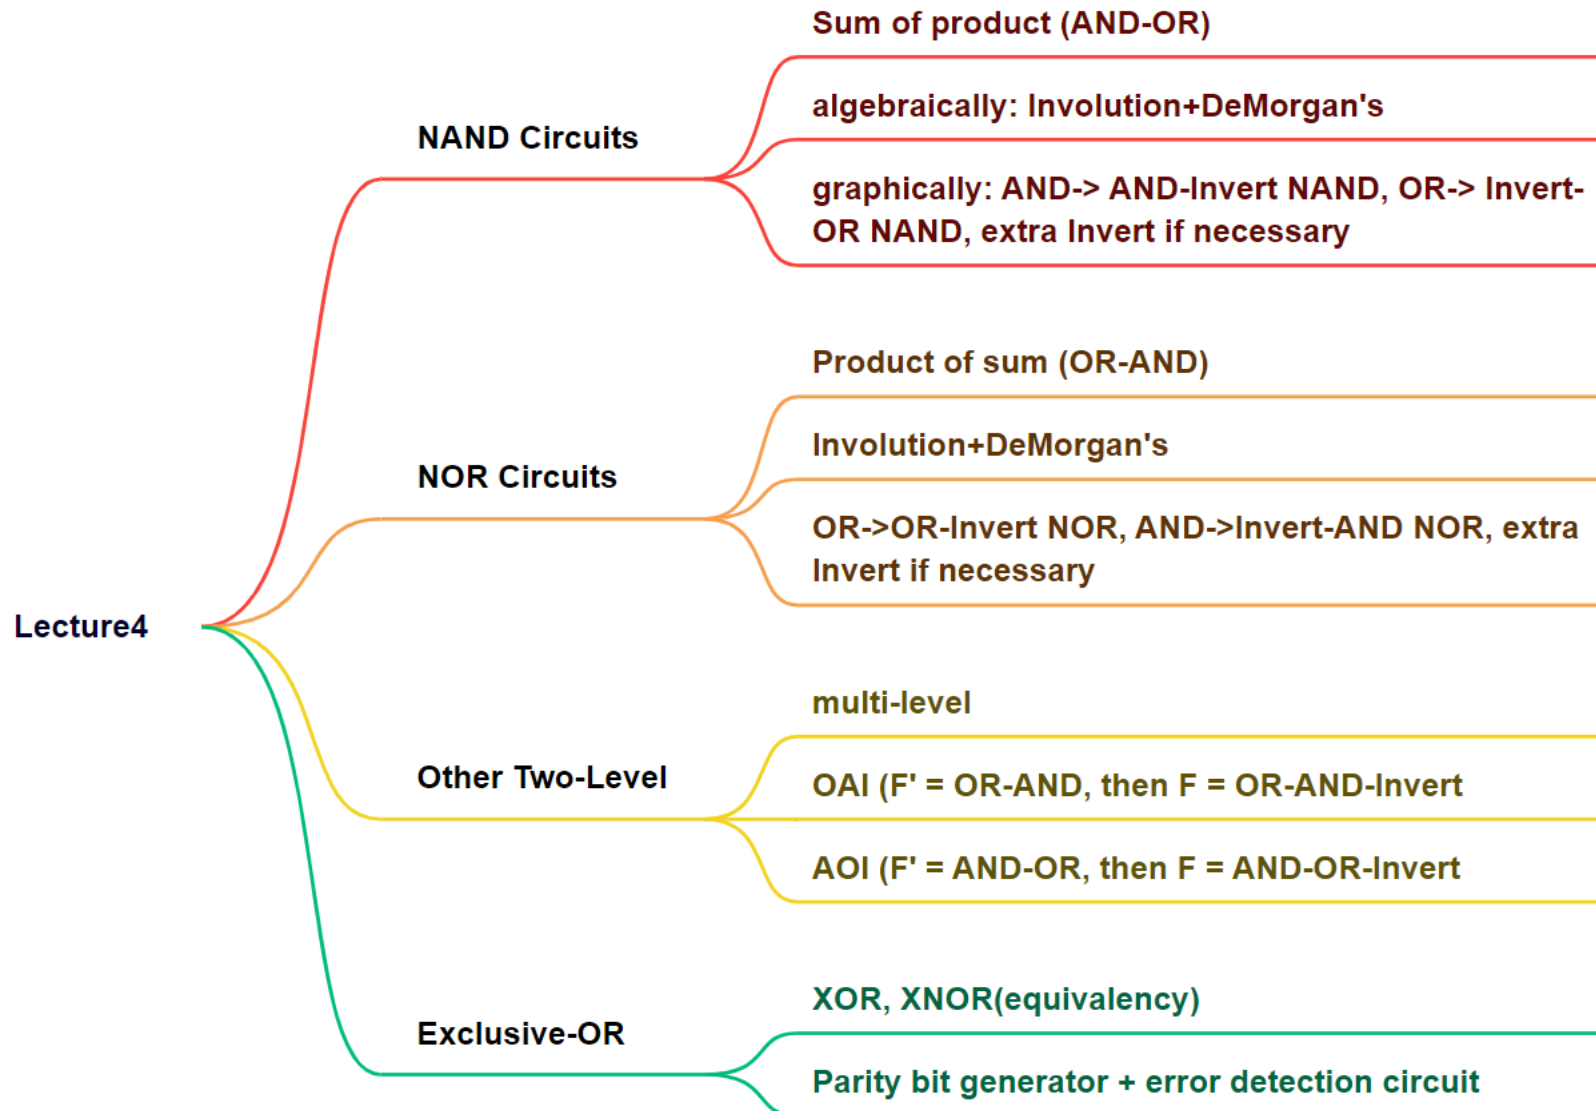 Sum of product (AND-OR)
algebraically: Involution+DeMorgan's
NAND Circuits
graphically: AND-> AND-Invert NAND, OR-> Invert-
OR NAND, extra Invert if necessary
Product of sum (OR-AND)
Involution+DeMorgan's
NOR Circuits
OR->OR-Invert NOR, AND->Invert-AND NOR, extra
Invert if necessary
Lecture4
multi-level
Other Two-Level
OAI (F' = OR-AND, then F = OR-AND-Invert
AOI (F' = AND-OR, then F = AND-OR-Invert
XOR, XNOR(equivalency)
Exclusive-OR
Parity bit generator + error detection circuit